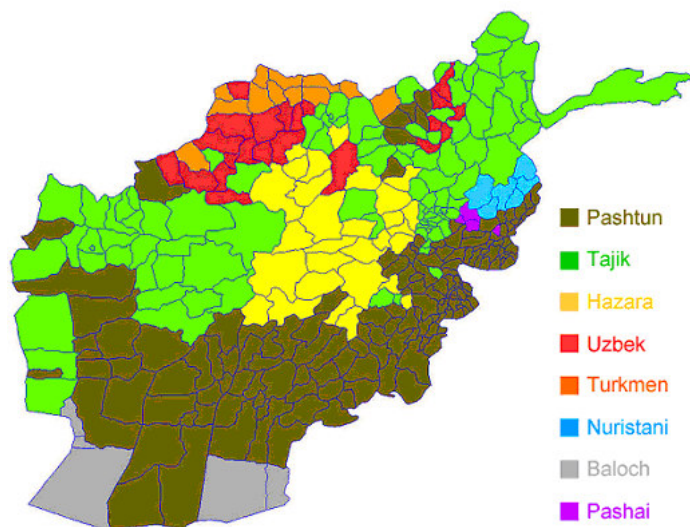 Pashtun
Tajik
Hazara
Uzbek
Turkmen
Nuristani
Baloch
Pashai